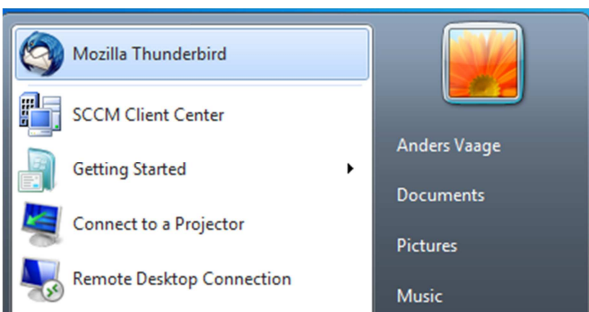 Mozilla Thunderbird
SCCM Client Center
Getting Started
Connect to a Projector
Remote Desktop Connection
Anders Vaage
Documents
Pictures
Music